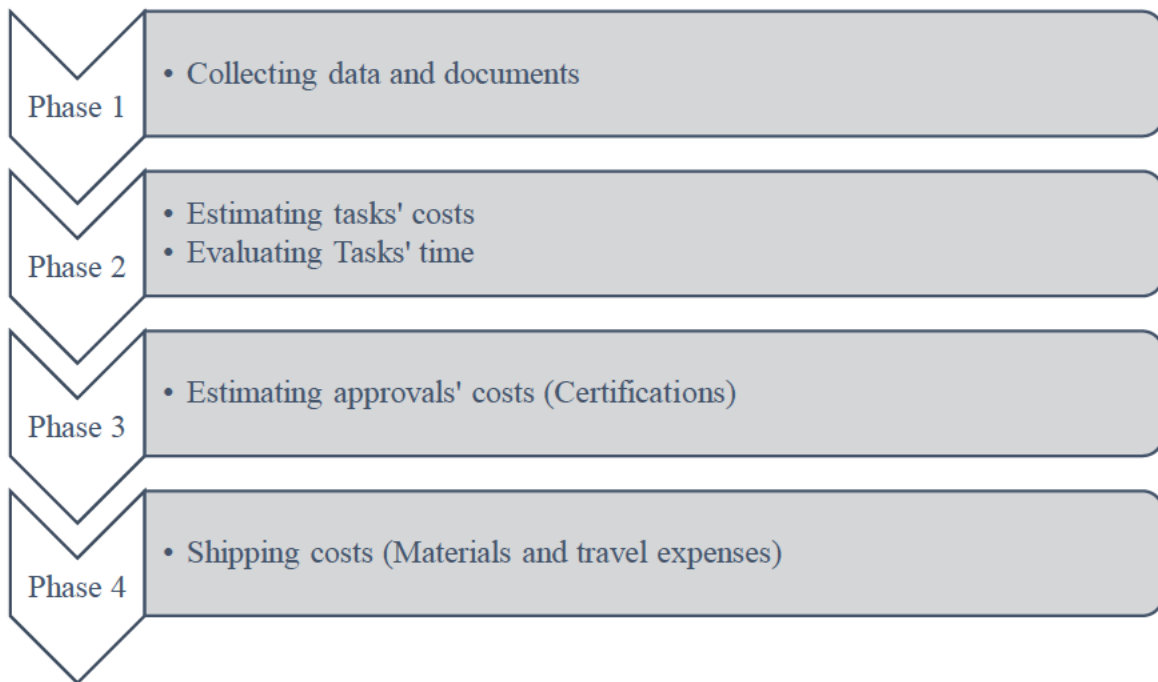 Phase 1
• Collecting data and documents
Phase 2
• Estimating tasks' costs
• Evaluating Tasks' time
Phase 3
• Estimating approvals' costs (Certifications)
Phase 4
• Shipping costs (Materials and travel expenses)